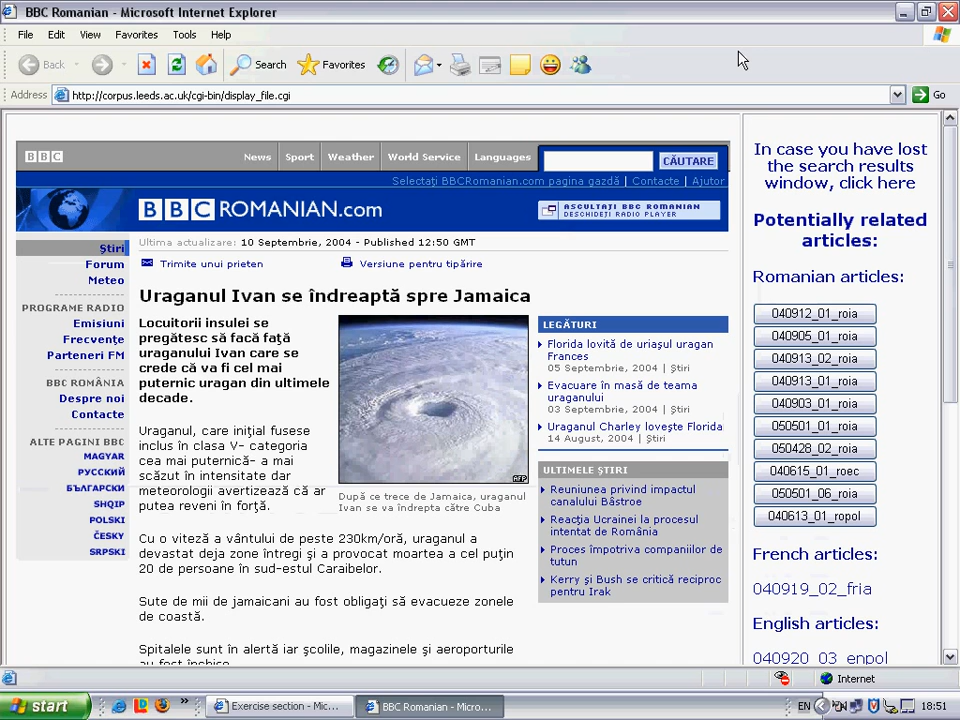 BBC Romanian - Microsoft Internet Explorer
File Edit View Favorites Tools Help
Back Search Favorites
Address http://corpus.leeds.ac.uk/cgi-bin/display_file.cgi Go
BBC News Sport Weather World Service Languages CĂUTARE
Selectaţi BBCRomanian.com pagina gazdă | Contacte | Ajutor
BBC ROMANIAN.com
ASCULTAŢI BBC ROMANIAN
DESCHIDEŢI RADIO PLAYER
Ştiri
Forum
Meteo
PROGRAME RADIO
Emisiuni
Frecvenţe
Parteneri FM
BBC ROMÂNIA
Despre noi
Contacte
ALTE PAGINI BBC
MAGYAR
РУССКИЙ
БЪЛГАРСКИ
SHQIP
POLSKI
ČESKY
SRPSKI
Ultima actualizare: 10 Septembrie, 2004 - Published 12:50 GMT
Trimite unui prieten Versiune pentru tipărire
Uraganul Ivan se îndreaptă spre Jamaica
Locuitorii insulei se
pregătesc să facă faţă
uraganului Ivan care se
crede că va fi cel mai
puternic uragan din ultimele
decade.
Uraganul, care iniţial fusese
inclus în clasa V- categoria
cea mai puternică- a mai
scăzut în intensitate dar
meteorologii avertizează că ar
putea reveni în forţă.
AFP
După ce trece de Jamaica, uraganul
Ivan se va îndrepta către Cuba
Cu o viteză a vântului de peste 230km/oră, uraganul a
devastat deja zone întregi şi a provocat moartea a cel puţin
20 de persoane în sud-estul Caraibelor.
Sute de mii de jamaicani au fost obligaţi să evacueze zonele
de coastă.
Spitalele sunt în alertă iar şcolile, magazinele şi aeroporturile
au fost închise.
LEGĂTURI
Florida lovită de uriaşul uragan
Frances
05 Septembrie, 2004 | Ştiri
Evacuare în masă de teama
uraganului
03 Septembrie, 2004 | Ştiri
Uraganul Charley loveşte Florida
14 August, 2004 | Ştiri
ULTIMELE ŞTIRI
Reuniunea privind impactul
canalului Bâstroe
Reacţia Ucrainei la procesul
intentat de România
Proces împotriva companiilor de
tutun
Kerry şi Bush se critică reciproc
pentru Irak
In case you have lost
the search results
window, click here
Potentially related
articles:
Romanian articles:
040912_01_roia
040905_01_roia
040913_02_roia
040913_01_roia
040903_01_roia
050501_01_roia
050428_02_roia
040615_01_roec
050501_06_roia
040613_01_ropol
French articles:
040919_02_fria
English articles:
040920_03_enpol
Internet
start Exercise section - Mic... BBC Romanian - Micro... EN 18:51